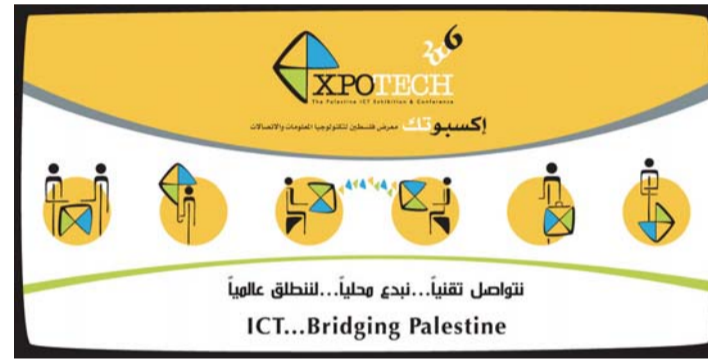 2006
XPOTECH
The Palestine ICT Exhibition & Conference
إكسبوتك معرض فلسطين لتكنولوجيا المعلومات والاتصالات
نتواصل تقنياً...نبدع محلياً...لننطلق عالمياً
ICT...Bridging Palestine